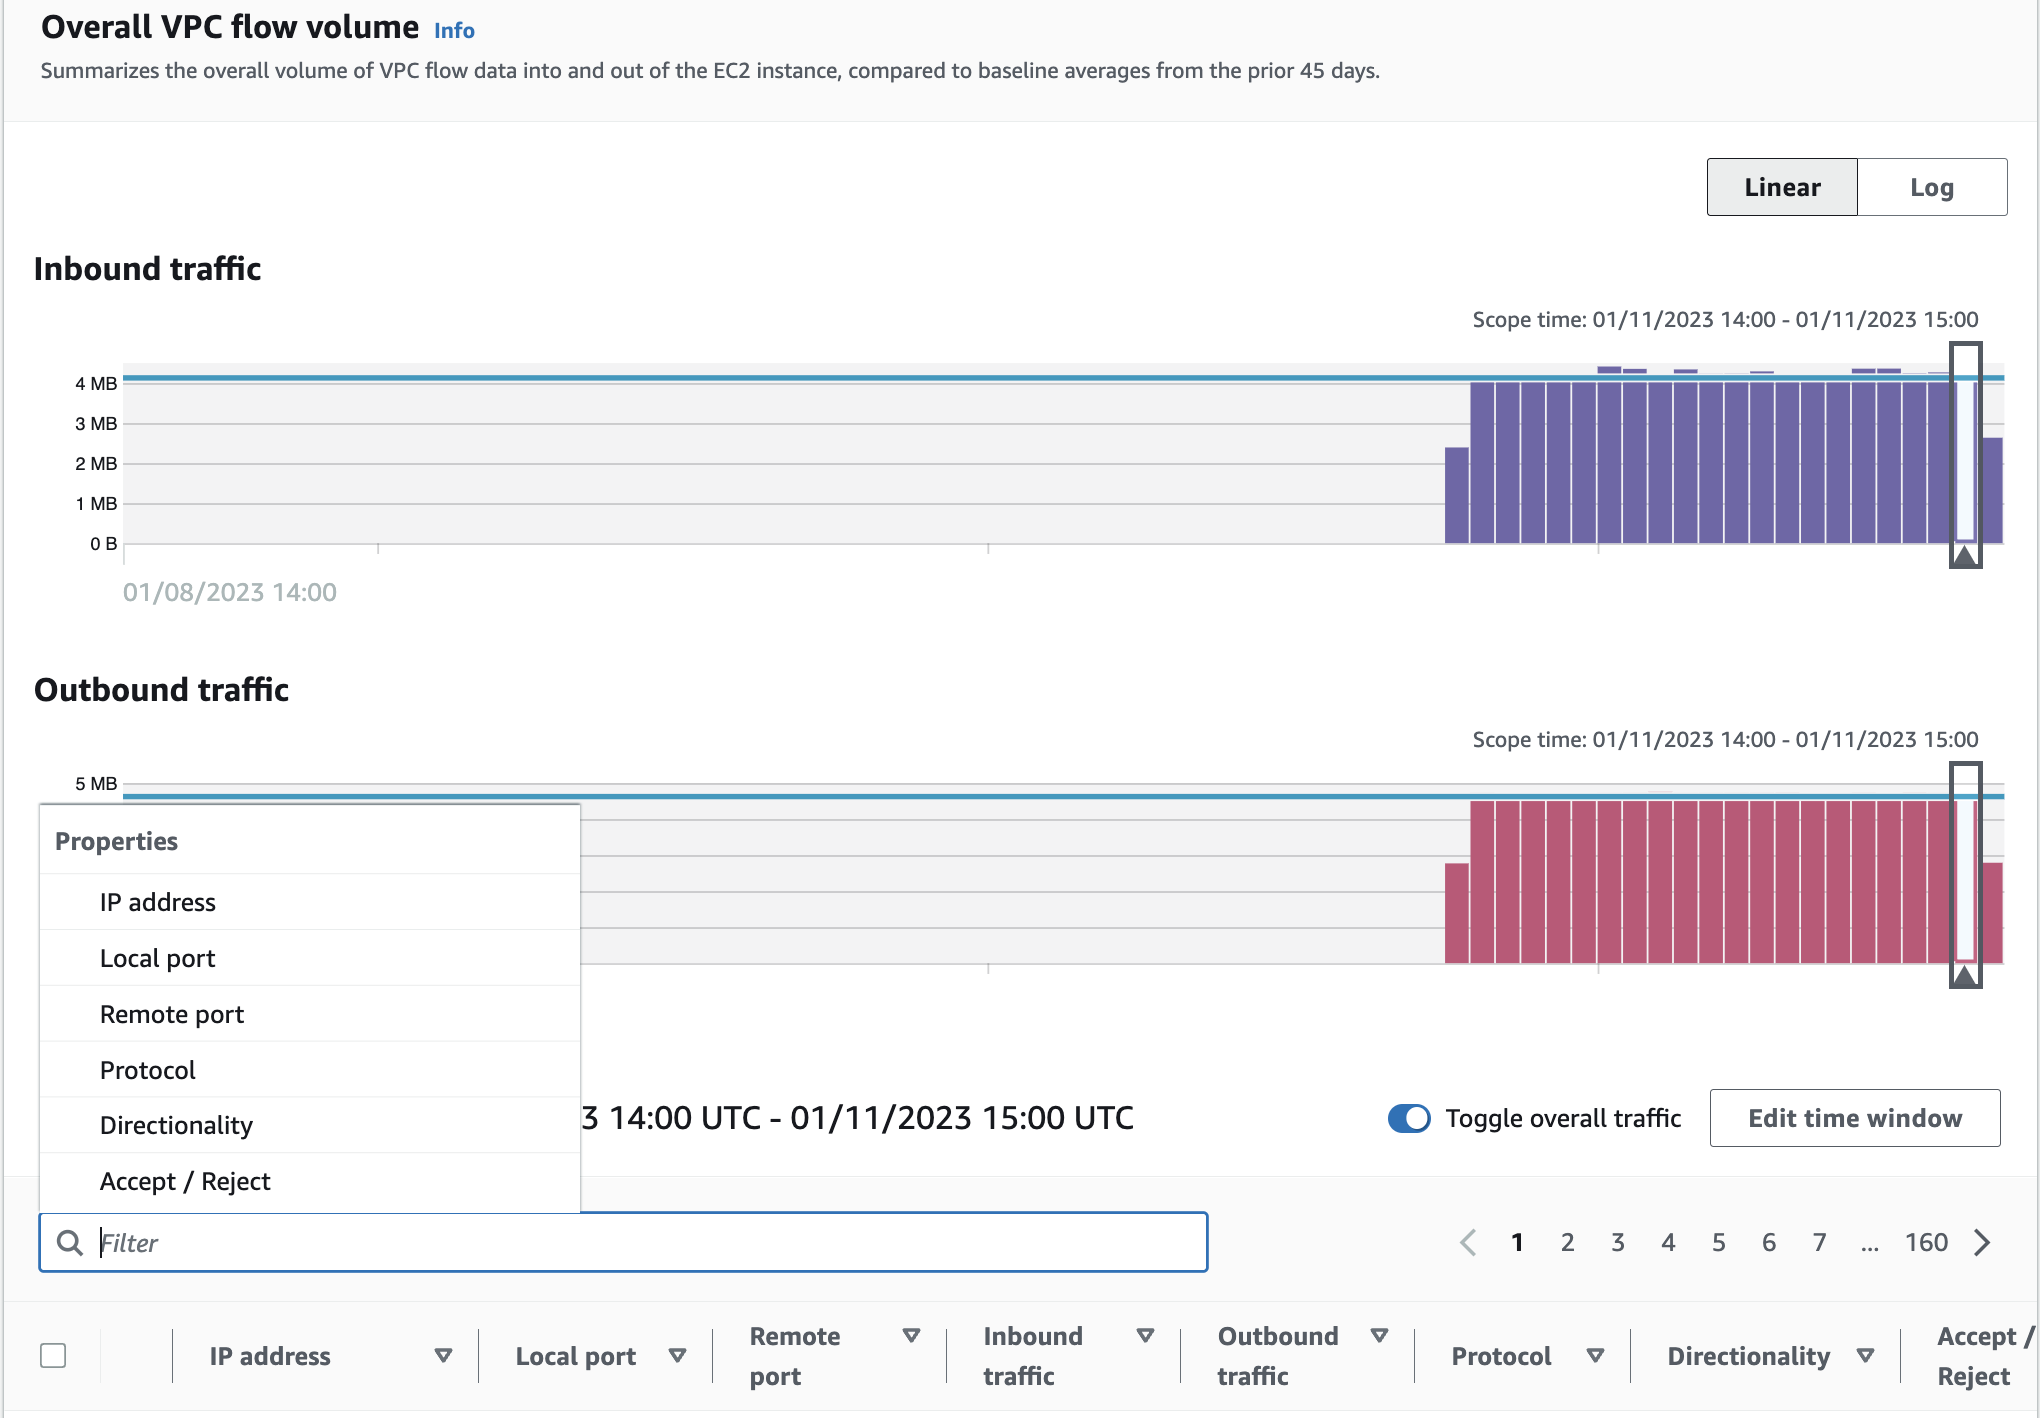 Overall VPC flow volume Info
Summarizes the overall volume of VPC flow data into and out of the EC2 instance, compared to baseline averages from the prior 45 days.
Linear Log
Inbound traffic
Scope time: 01/11/2023 14:00 - 01/11/2023 15:00
4 MB
3 MB
2 MB
1 MB
0 B
01/08/2023 14:00
Outbound traffic
Scope time: 01/11/2023 14:00 - 01/11/2023 15:00
5 MB
Properties
IP address
Local port
Remote port
Protocol
Directionality
Accept / Reject
3 14:00 UTC - 01/11/2023 15:00 UTC
Toggle overall traffic
Edit time window
Filter
1 2 3 4 5 6 7 ... 160
IP address
Local port
Remote
port
Inbound
traffic
Outbound
traffic
Protocol
Directionality
Accept /
Reject